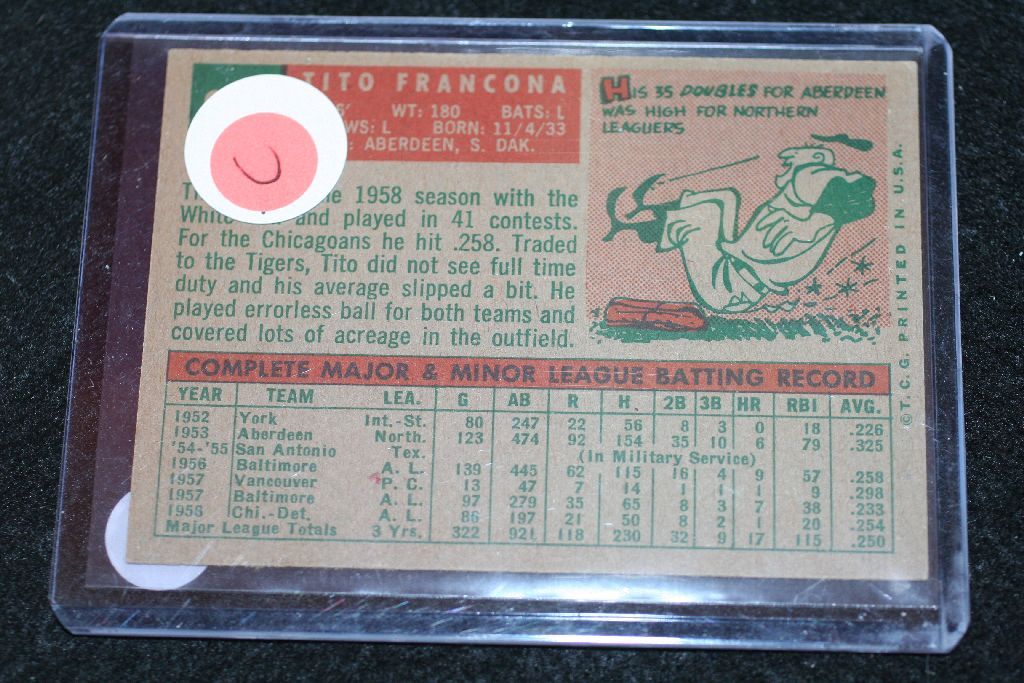 TITO FRANCONA
6' WT: 180 BATS: L
WS: L BORN: 11/4/33
: ABERDEEN, S. DAK.
1958 season with the
and played in 41 contests.
For the Chicagoans he hit .258. Traded
to the Tigers, Tito did not see full time
duty and his average slipped a bit. He
played errorless ball for both teams and
covered lots of acreage in the outfield.
HIS 35 DOUBLES FOR ABERDEEN
WAS HIGH FOR NORTHERN
LEAGUERS
©T. C. G. PRINTED IN U.S.A.
COMPLETE MAJOR & MINOR LEAGUE BATTING RECORD
YEAR TEAM LEA. G AB R H 2B 3B HR RBI AVG.
1952 York Int.-St. 80 247 22 56 8 3 0 18 .226
1953 Aberdeen North. 123 474 92 154 35 10 6 79 .325
'54-'55 San Antonio Tex. (In Military Service)
1956 Baltimore A. L. 139 445 62 115 16 4 9 57 .258
1957 Vancouver P. C. 13 47 7 14 1 1 1 9 .298
1957 Baltimore A. L. 97 279 35 65 8 3 7 38 .233
1958 Chi.-Det. A. L. 86 197 21 50 8 2 1 20 .254
Major League Totals 3 Yrs. 322 921 118 230 32 9 17 115 .250